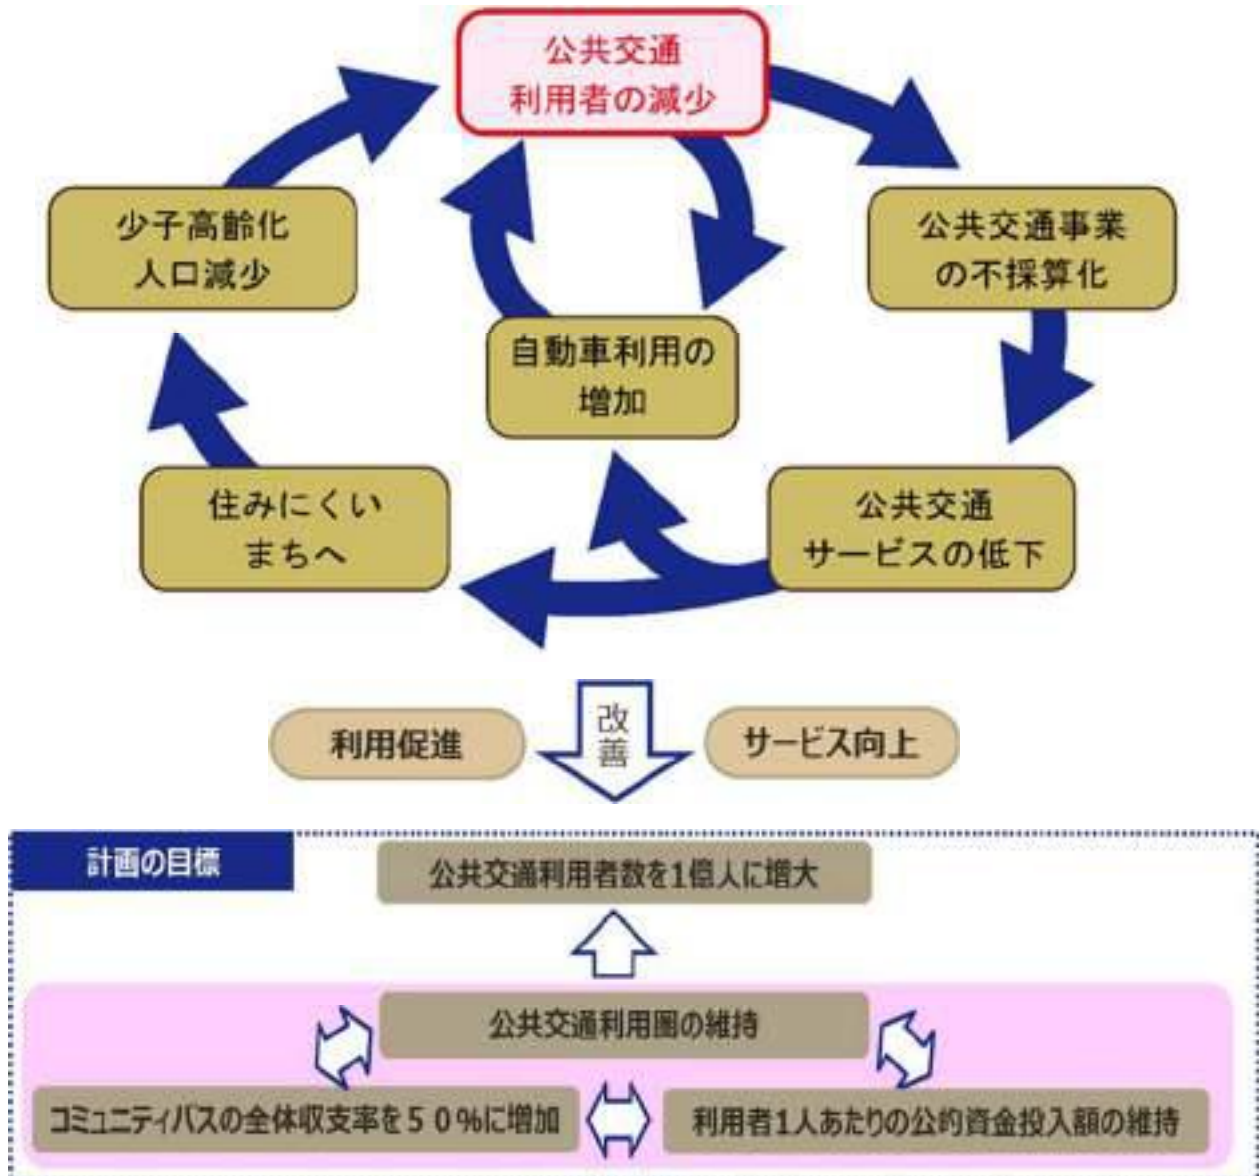 公共交通
利用者の減少
少子高齢化
人口減少
公共交通事業
の不採算化
自動車利用の
増加
住みにくい
まちへ
公共交通
サービスの低下
利用促進
改善
サービス向上
計画の目標
公共交通利用者数を1億人に増大
公共交通利用圏の維持
コミュニティバスの全体収支率を50%に増加
利用者1人あたりの公的資金投入額の維持